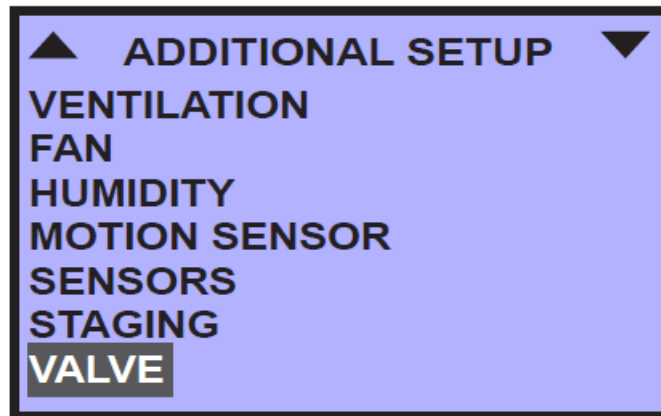 ADDITIONAL SETUP
VENTILATION
FAN
HUMIDITY
MOTION SENSOR
SENSORS
STAGING
VALVE